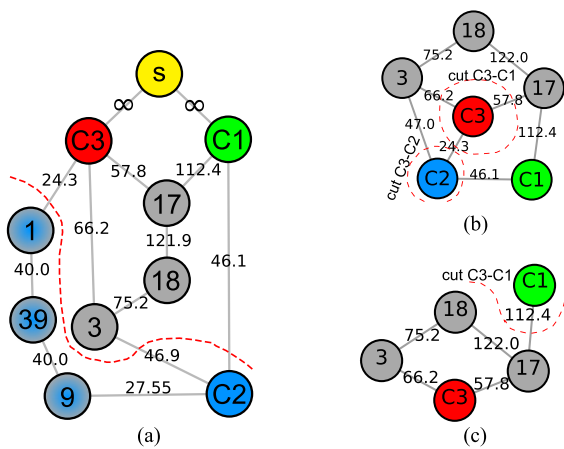 s
∞
∞
C3
C1
24.3
57.8
112.4
1
66.2
17
121.9
46.1
40.0
18
39
75.2
3
40.0
46.9
27.55
9
C2
(a)
18
75.2
122.0
3
cut C3-C1
17
66.2
57.8
C3
47.0
112.4
24.3
cut C3-C2
C2
46.1
C1
(b)
cut C3-C1
C1
18
112.4
75.2
122.0
3
17
66.2
57.8
C3
(c)